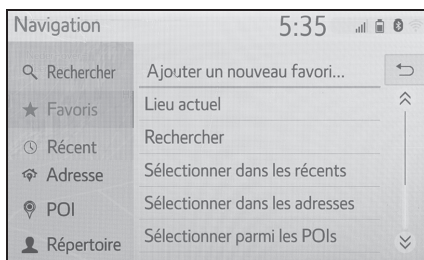 Navigation
5:35
Rechercher
Favoris
Récent
Adresse
POI
Répertoire
Ajouter un nouveau favori...
Lieu actuel
Rechercher
Sélectionner dans les récents
Sélectionner dans les adresses
Sélectionner parmi les POIs